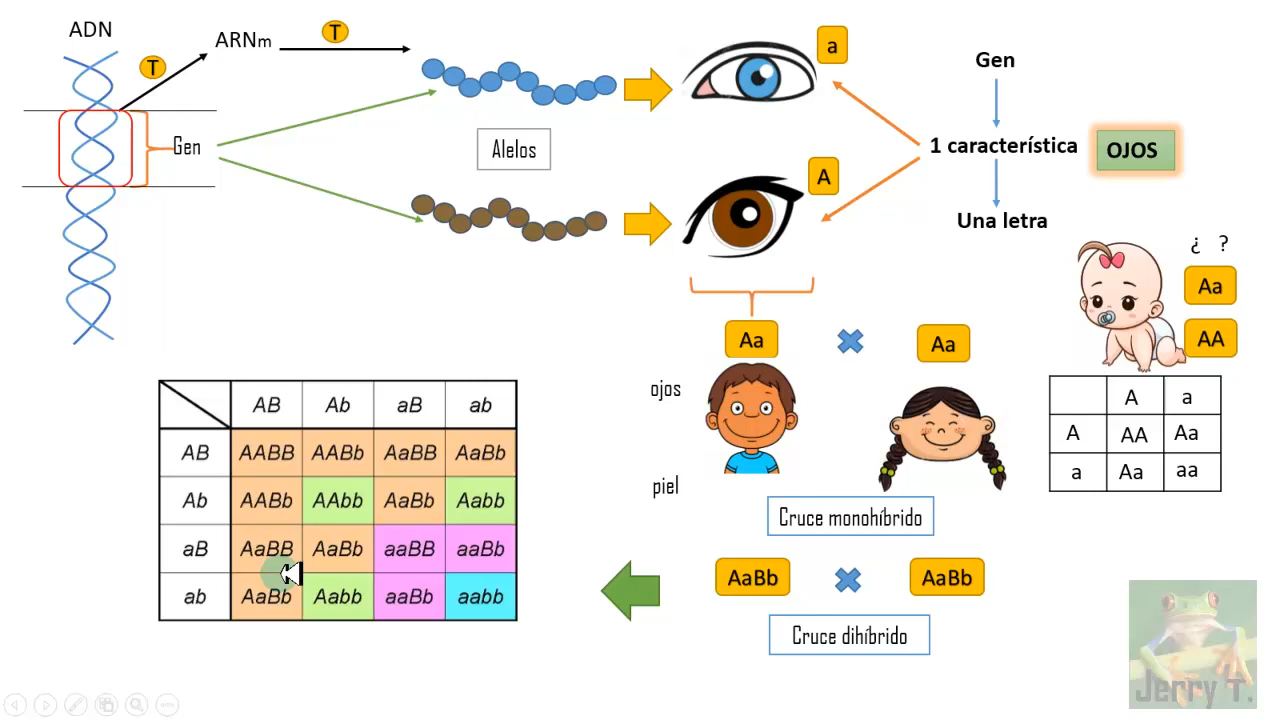 ADN
T
ARNm
T
a
Gen
Gen
Alelos
1 característica
OJOS
A
Una letra
¿ ?
Aa
AA
Aa
Aa
ojos
piel
A a
A AA Aa
a Aa aa
Cruce monohíbrido
AB Ab aB ab
AB AABB AABb AaBB AaBb
Ab AABb AAbb AaBb Aabb
aB AaBB AaBb aaBB aaBb
ab AaBb Aabb aaBb aabb
AaBb
AaBb
Cruce dihíbrido
Jerry T.